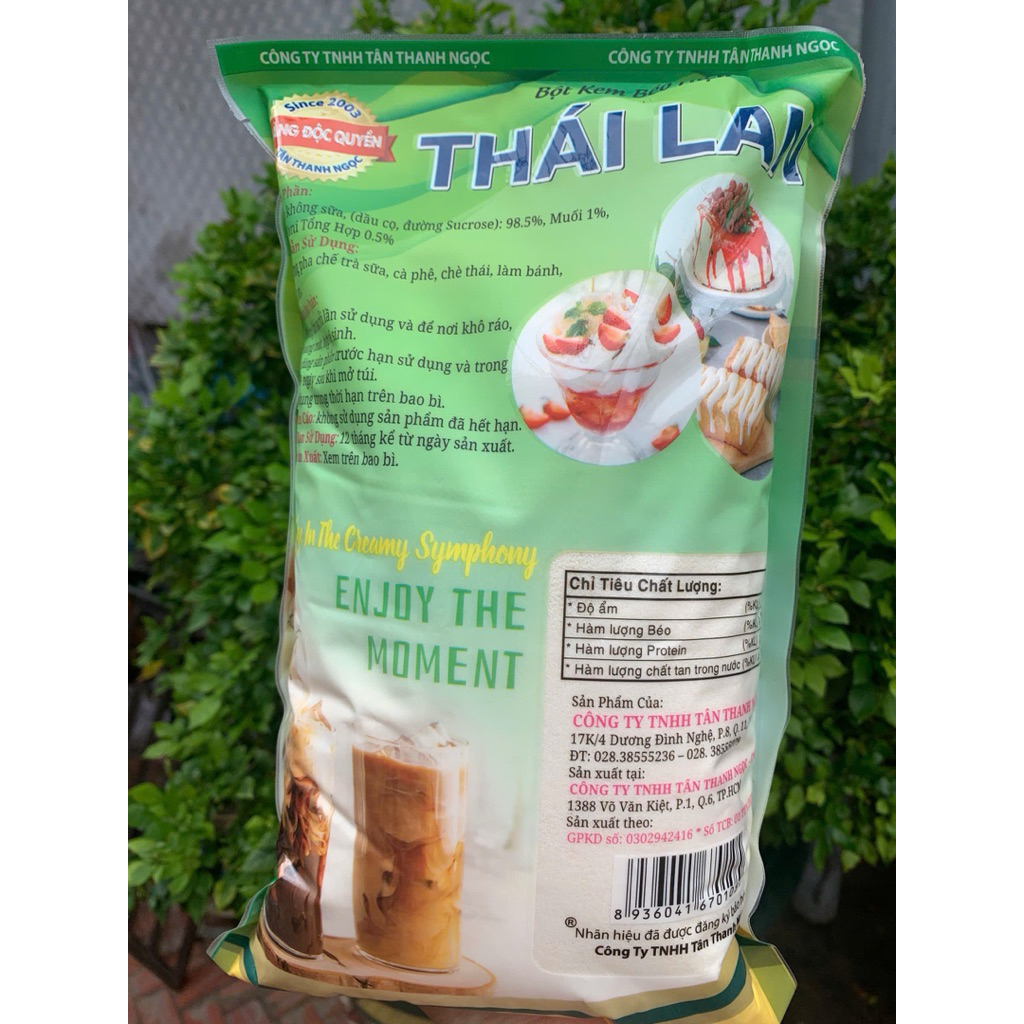 CÔNG TY TNHH TÂN THANH NGỌC
CÔNG TY TNHH TÂN THANH NGỌC
Since 2003
ĐỘC QUYỀN
TÂN THANH NGỌC
Bột Kem Béo
THÁI LAN
Phần:
không sữa, (dầu cọ, đường Sucrose): 98.5%, Muối 1%,
Tổng Hợp 0.5%
Sử Dụng:
pha chế trà sữa, cà phê, chè thái, làm bánh,
lần sử dụng và để nơi khô ráo,
trước hạn sử dụng và trong
ngày sau khi mở túi.
trong thời hạn trên bao bì.
Cáo: không sử dụng sản phẩm đã hết hạn.
Sử Dụng: 12 tháng kể từ ngày sản xuất.
Xuất: Xem trên bao bì.
In The Creamy Symphony
ENJOY THE
MOMENT
Chỉ Tiêu Chất Lượng:
* Độ ẩm
* Hàm lượng Béo
* Hàm lượng Protein
* Hàm lượng chất tan trong nước
Sản Phẩm Của:
CÔNG TY TNHH TÂN THANH
17K/4 Dương Đình Nghệ, P.8, Q.11,
ĐT: 028.38555236 – 028.
Sản xuất tại:
CÔNG TY TNHH TÂN THANH NGỌC
1388 Võ Văn Kiệt, P.1, Q.6, TP.HCM
Sản xuất theo:
GPKD số: 0302942416 * Số TCB:
8 936041 67010
® Nhãn hiệu đã được đăng ký bảo
Công Ty TNHH Tân Thanh